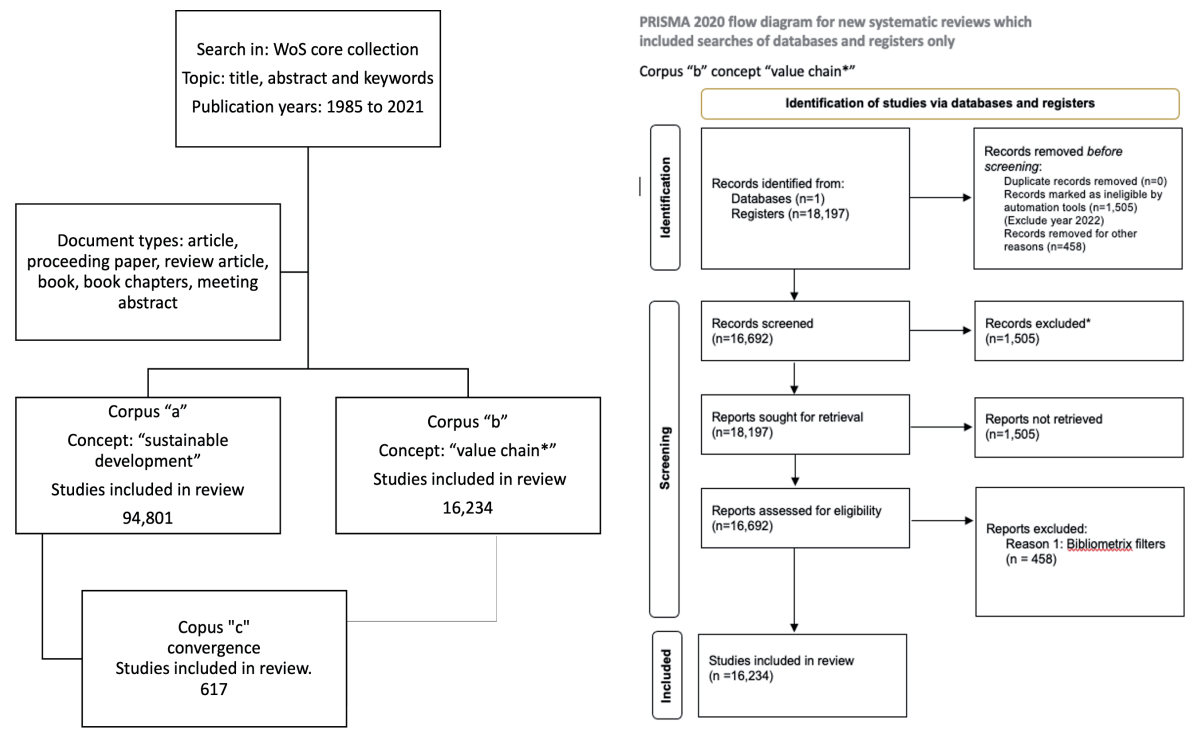 Search in: WoS core collection
Topic: title, abstract and keywords
Publication years: 1985 to 2021
Document types: article,
proceeding paper, review article,
book, book chapters, meeting
abstract
Corpus “a”
Concept: “sustainable
development”
Studies included in review
94,801
Corpus “b”
Concept: “value chain*”
Studies included in review
16,234
Copus "c"
convergence
Studies included in review.
617
PRISMA 2020 flow diagram for new systematic reviews which
included searches of databases and registers only
Corpus “b” concept “value chain*”
Identification of studies via databases and registers
Identification
Records identified from:
Databases (n=1)
Registers (n=18,197)
Records removed before
screening:
Duplicate records removed (n=0)
Records marked as ineligible by
automation tools (n=1,505)
(Exclude year 2022)
Records removed for other
reasons (n=458)
Screening
Records screened
(n=16,692)
Records excluded*
(n=1,505)
Reports sought for retrieval
(n=18,197)
Reports not retrieved
(n=1,505)
Reports assessed for eligibility
(n=16,692)
Reports excluded:
Reason 1: Bibliometrix filters
(n = 458)
Included
Studies included in review
(n =16,234)